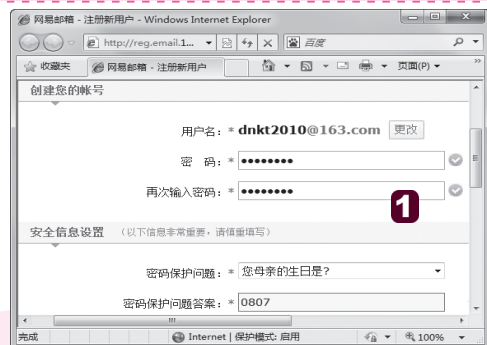 网易邮箱 - 注册新用户 - Windows Internet Explorer
http://reg.email.1... 百度
收藏夹 网易邮箱 - 注册新用户 页面(P)
创建您的帐号
用户名：* dnkt2010@163.com 更改
密 码：* ••••••••
再次输入密码：* ••••••••
1
安全信息设置 （以下信息非常重要，请慎重填写）
密码保护问题：* 您母亲的生日是?
密码保护问题答案：* 0807
完成 Internet | 保护模式: 启用 100%